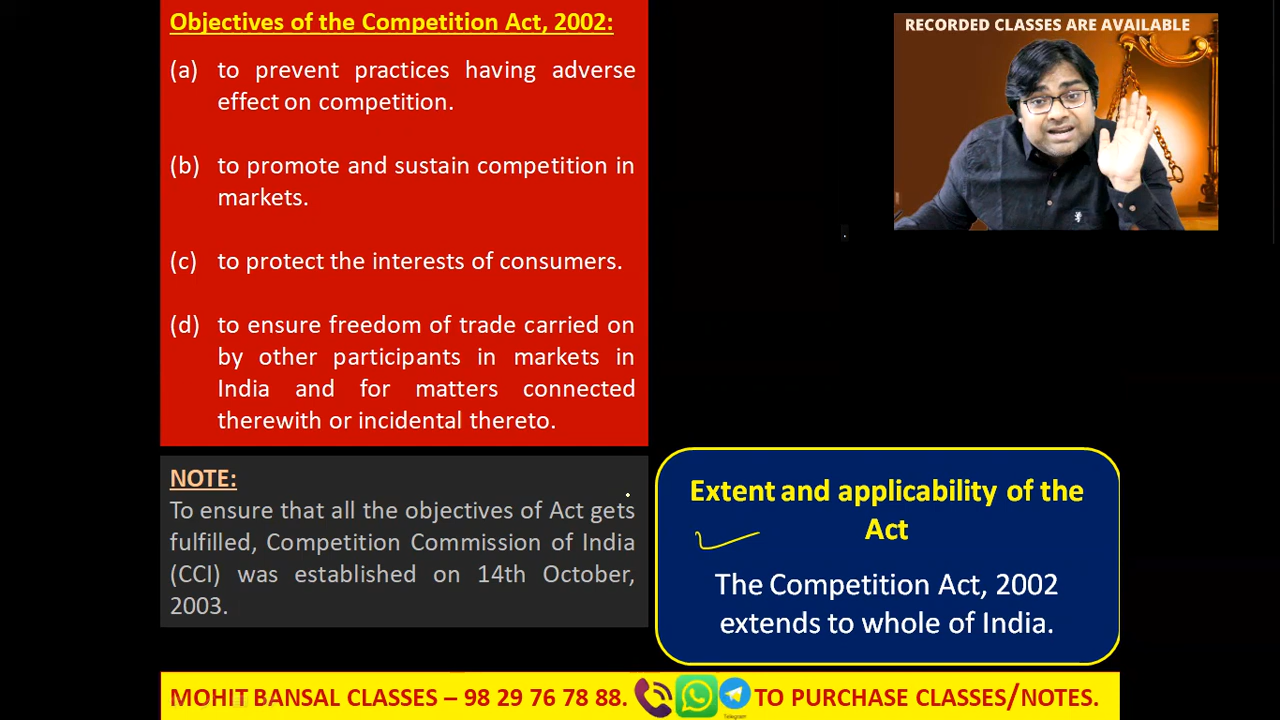 Objectives of the Competition Act, 2002:
(a) to prevent practices having adverse
effect on competition.
(b) to promote and sustain competition in
markets.
(c) to protect the interests of consumers.
(d) to ensure freedom of trade carried on
by other participants in markets in
India and for matters connected
therewith or incidental thereto.
NOTE:
To ensure that all the objectives of Act gets
fulfilled, Competition Commission of India
(CCI) was established on 14th October,
2003.
RECORDED CLASSES ARE AVAILABLE
Extent and applicability of the
Act
The Competition Act, 2002
extends to whole of India.
MOHIT BANSAL CLASSES – 98 29 76 78 88. TO PURCHASE CLASSES/NOTES.
Telegram